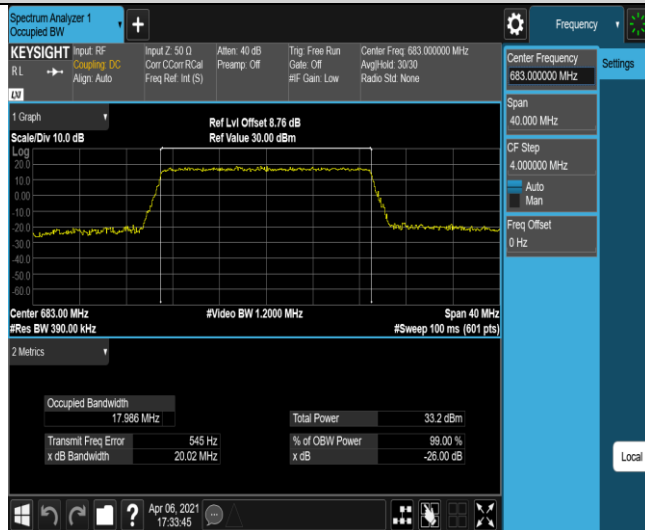 Spectrum Analyzer 1
Occupied BW
Frequency
KEYSIGHT
RL
LXI
Input: RF
Coupling: DC
Align: Auto
Input Z: 50 Ω
Corr CCorr RCal
Freq Ref: Int (S)
Atten: 40 dB
Preamp: Off
Trig: Free Run
Gate: Off
#IF Gain: Low
Center Freq: 683.000000 MHz
Avg|Hold: 30/30
Radio Std: None
Center Frequency
683.000000 MHz
Settings
Span
40.000 MHz
CF Step
4.000000 MHz
Auto
Man
Freq Offset
0 Hz
Local
1 Graph
Scale/Div 10.0 dB
Ref Lvl Offset 8.76 dB
Ref Value 30.00 dBm
Log
20.0
10.0
0.00
-10.0
-20.0
-30.0
-40.0
-50.0
-60.0
Center 683.00 MHz
#Video BW 1.2000 MHz
Span 40 MHz
#Res BW 390.00 kHz
#Sweep 100 ms (601 pts)
2 Metrics
Occupied Bandwidth
17.986 MHz
Total Power
33.2 dBm
Transmit Freq Error
545 Hz
% of OBW Power
99.00 %
x dB Bandwidth
20.02 MHz
x dB
-26.00 dB
?
Apr 06, 2021
17:33:45